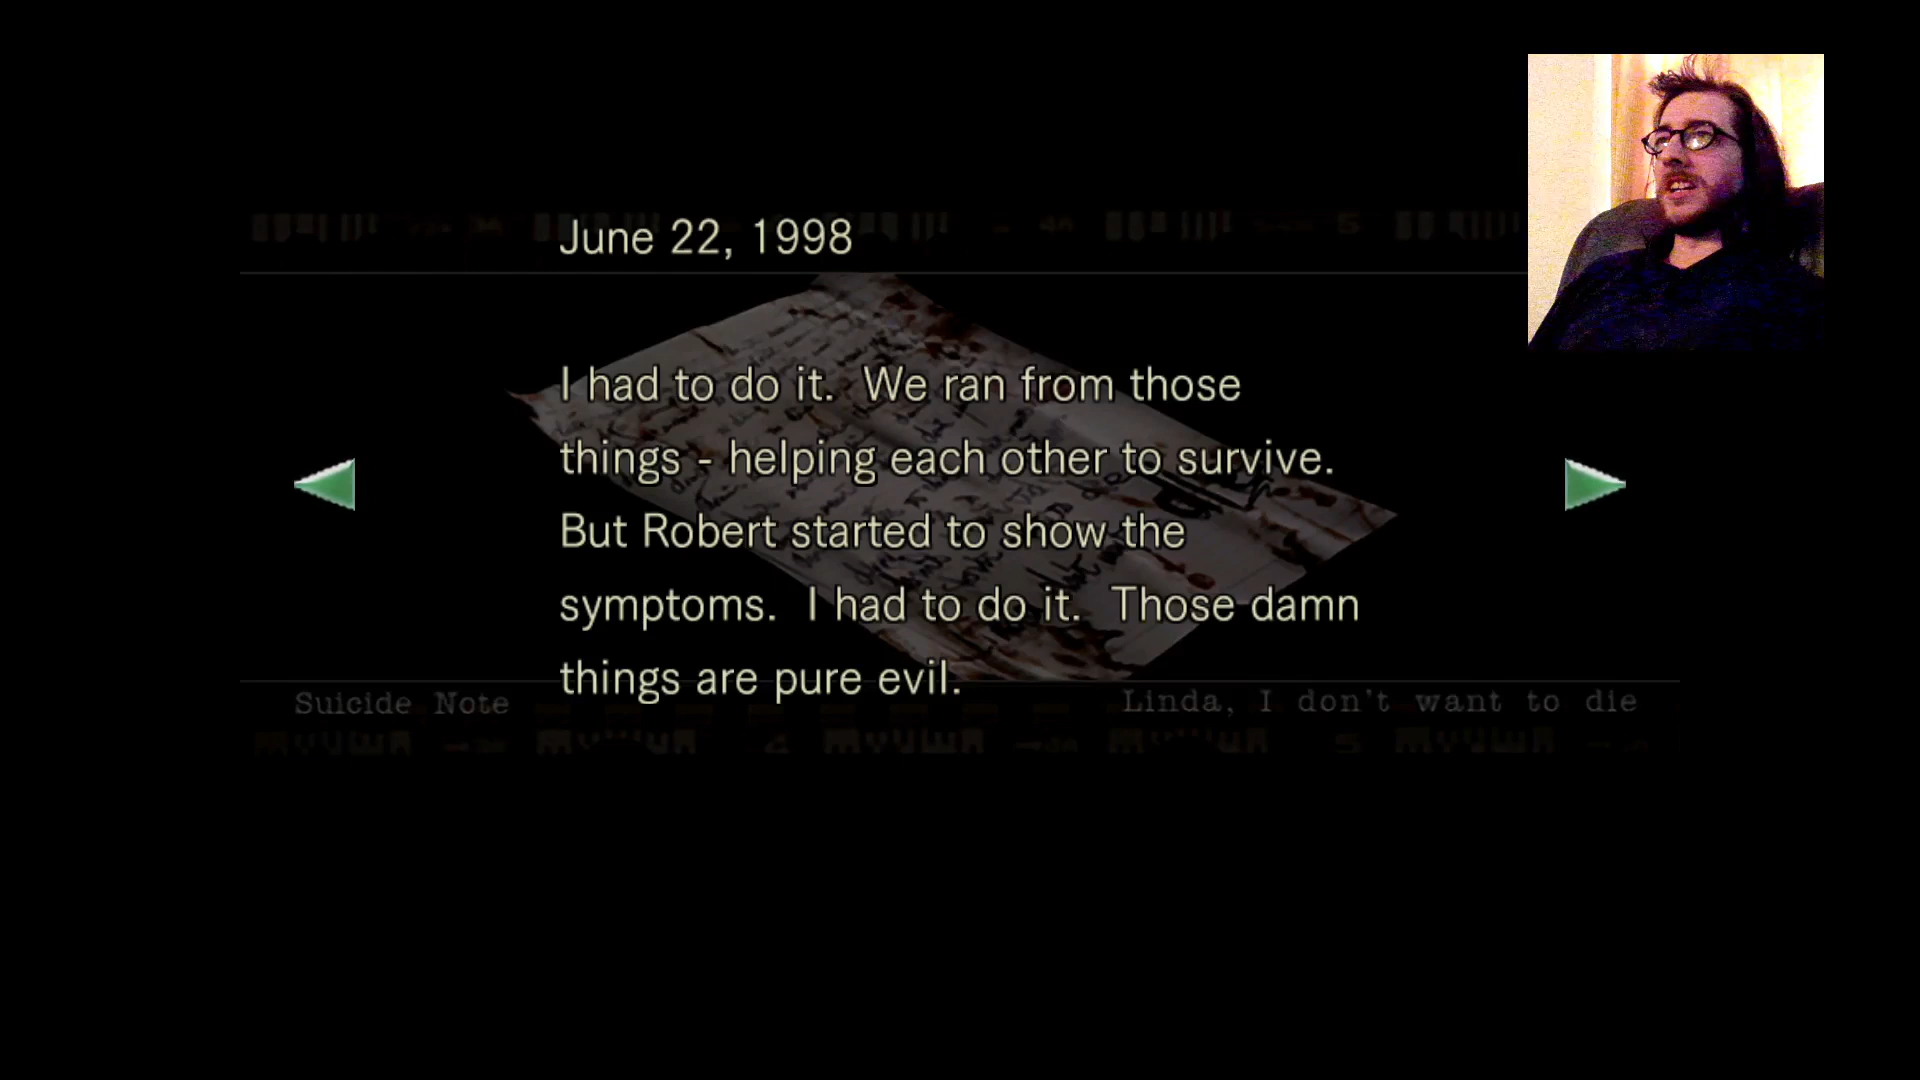 June 22, 1998
I had to do it. We ran from those
things - helping each other to survive.
But Robert started to show the
symptoms. I had to do it. Those damn
things are pure evil.
Suicide Note
Linda, I don't want to die